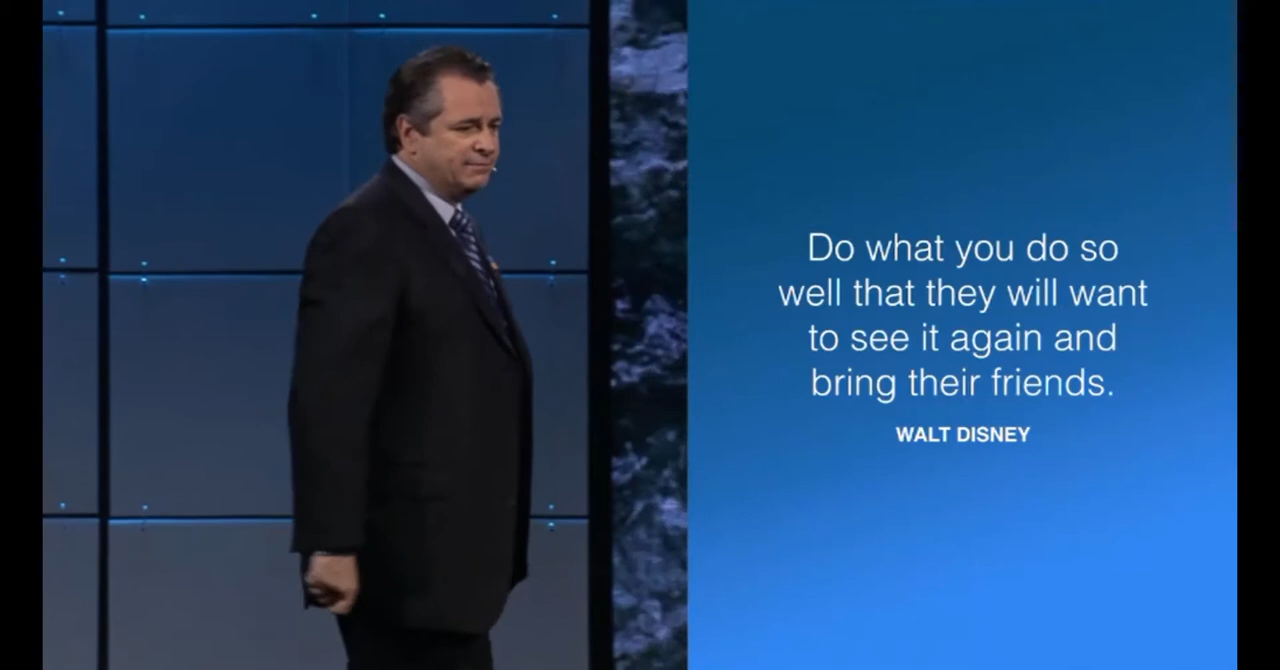 Do what you do so
well that they will want
to see it again and
bring their friends.
WALT DISNEY